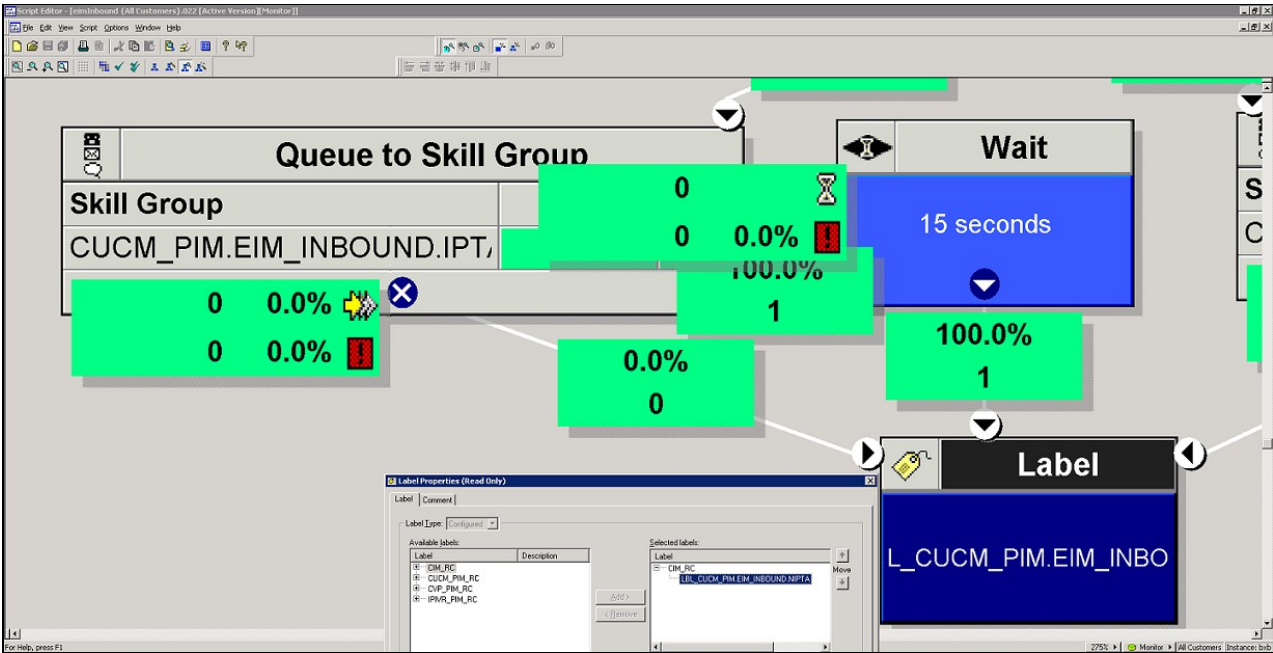 Script Editor - [eimInbound {All Customers}.022 [Active Version][Monitor]]
File Edit View Script Options Window Help
Queue to Skill Group
Skill Group
CUCM_PIM.EIM_INBOUND.IPTA
0
0 0.0%
100.0%
1
0 0.0%
0 0.0%
0.0%
0
Wait
15 seconds
100.0%
1
S
C
Label
L_CUCM_PIM.EIM_INBO
Label Properties (Read Only)
Label Comment
Label Type: Configured
Available labels:
Label Description
CIM_RC
CUCM_PIM_RC
CVP_PIM_RC
IPIVR_PIM_RC
Add >
< Remove
Selected labels:
Label
CIM_RC
LBL_CUCM_PIM.EIM_INBOUND.NIPTA
Move
For Help, press F1
275% Monitor All Customers Instance: bxb